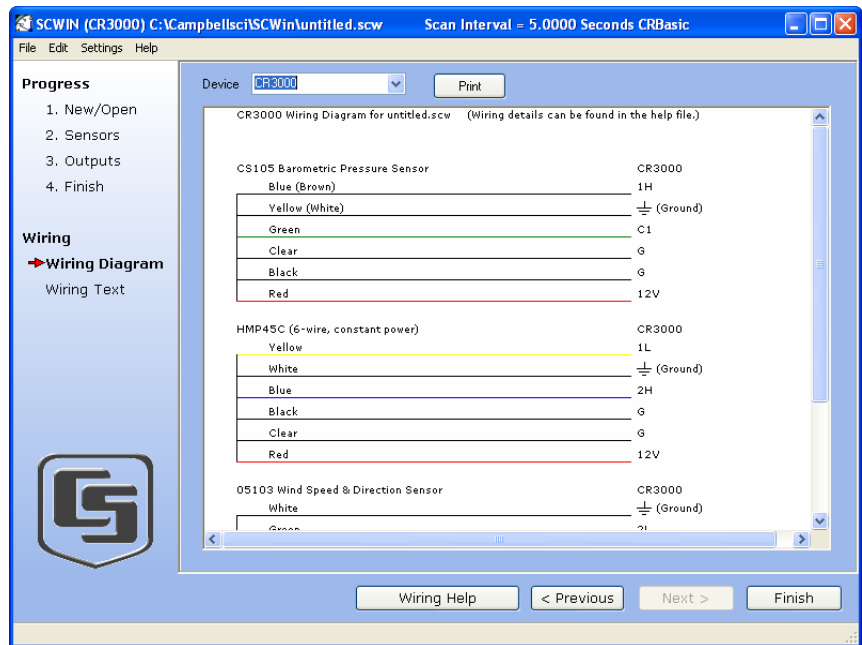 SCWIN (CR3000) C:\Campbellsci\SCWin\untitled.scw Scan Interval = 5.0000 Seconds CRBasic
File Edit Settings Help
Progress
1. New/Open
2. Sensors
3. Outputs
4. Finish
Wiring
Wiring Diagram
Wiring Text
Device CR3000 Print
CR3000 Wiring Diagram for untitled.scw (Wiring details can be found in the help file.)
CS105 Barometric Pressure Sensor CR3000
Blue (Brown) 1H
Yellow (White) (Ground)
Green C1
Clear G
Black G
Red 12V
HMP45C (6-wire, constant power) CR3000
Yellow 1L
White (Ground)
Blue 2H
Black G
Clear G
Red 12V
05103 Wind Speed & Direction Sensor CR3000
White (Ground)
Green 2L
Wiring Help < Previous Next > Finish